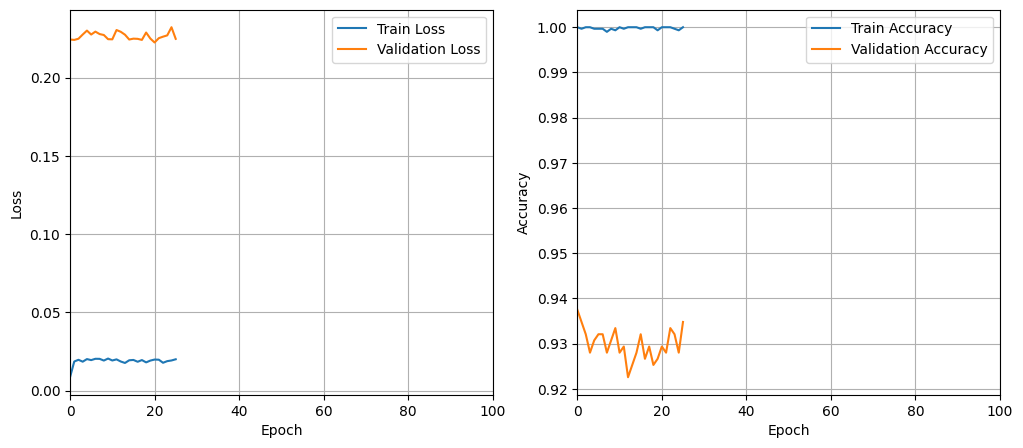 Train Loss
Validation Loss
0.20
0.15
0.10
0.05
0.00
Loss
0 20 40 60 80 100
Epoch
Train Accuracy
Validation Accuracy
1.00
0.99
0.98
0.97
0.96
0.95
0.94
0.93
0.92
Accuracy
0 20 40 60 80 100
Epoch